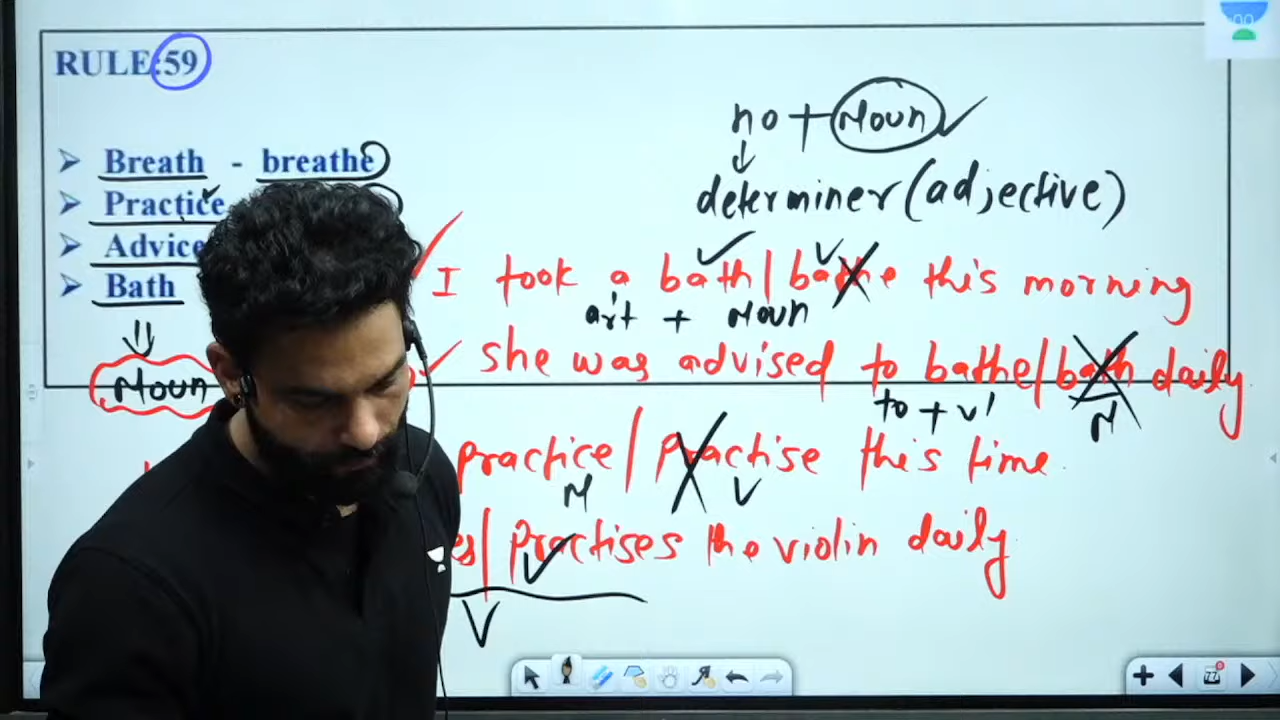 RULE:59
no + Noun
Breath - breathe
determiner (adjective)
Practice
Advice
I took a bath / bathe this morning
Bath
art + Noun
She was advised to bathe / bath daily
Noun
to + v1
N
practice / Practise this time
N
V
es / Practises the violin daily
V